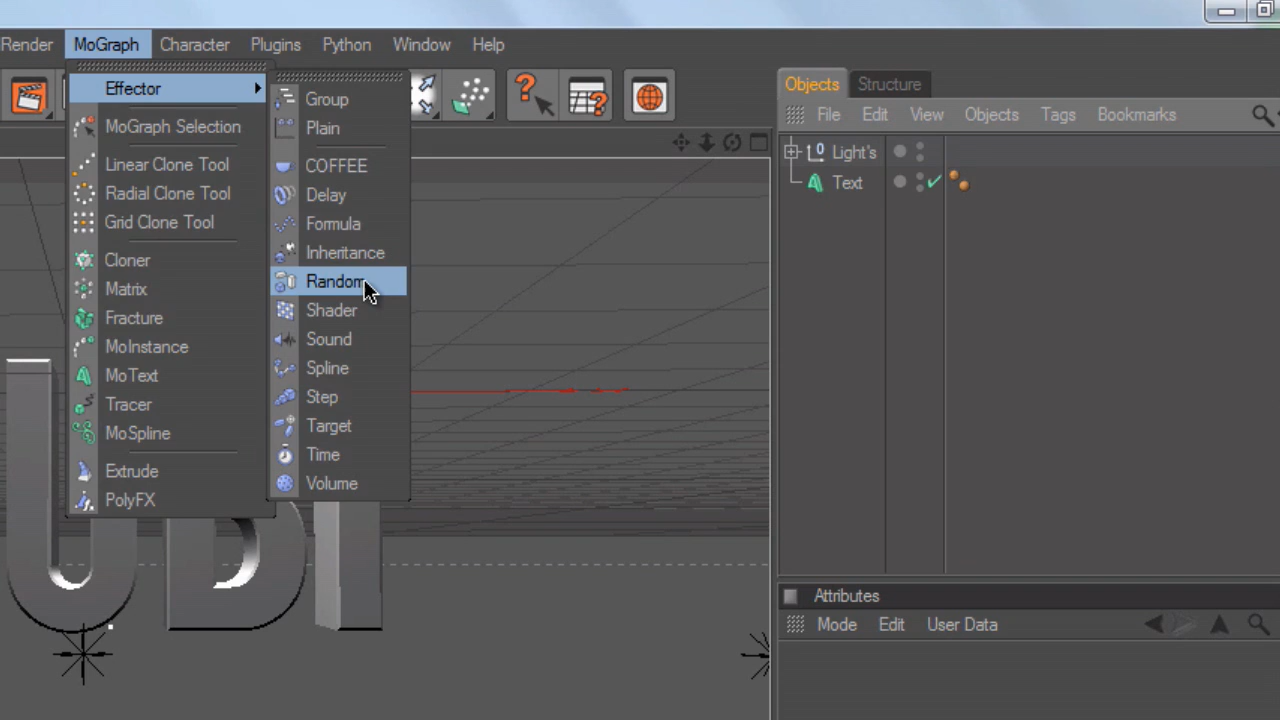 Render MoGraph Character Plugins Python Window Help
Effector
MoGraph Selection
Linear Clone Tool
Radial Clone Tool
Grid Clone Tool
Cloner
Matrix
Fracture
MoInstance
MoText
Tracer
MoSpline
Extrude
PolyFX
Group
Plain
COFFEE
Delay
Formula
Inheritance
Random
Shader
Sound
Spline
Step
Target
Time
Volume
Objects Structure
File Edit View Objects Tags Bookmarks
Light's
Text
Attributes
Mode Edit User Data
UDI